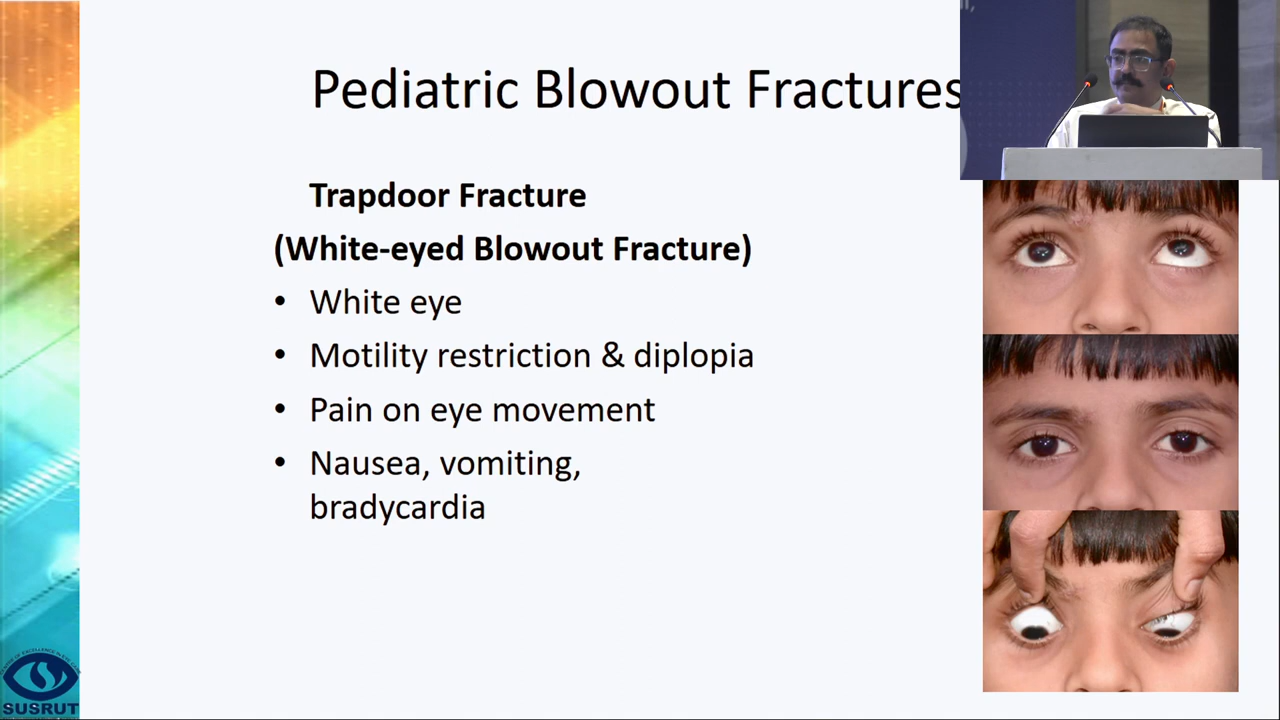 Pediatric Blowout Fractures
Trapdoor Fracture
(White-eyed Blowout Fracture)
• White eye
• Motility restriction & diplopia
• Pain on eye movement
• Nausea, vomiting,
bradycardia
SUSRUT